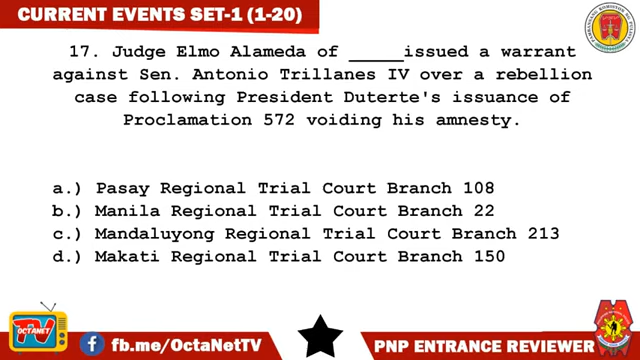 CURRENT EVENTS SET-1 (1-20)
17. Judge Elmo Alameda of _____issued a warrant
against Sen. Antonio Trillanes IV over a rebellion
case following President Duterte's issuance of
Proclamation 572 voiding his amnesty.
a.) Pasay Regional Trial Court Branch 108
b.) Manila Regional Trial Court Branch 22
c.) Mandaluyong Regional Trial Court Branch 213
d.) Makati Regional Trial Court Branch 150
TV
OCTANET
f fb.me/OctaNetTV
PNP ENTRANCE REVIEWER